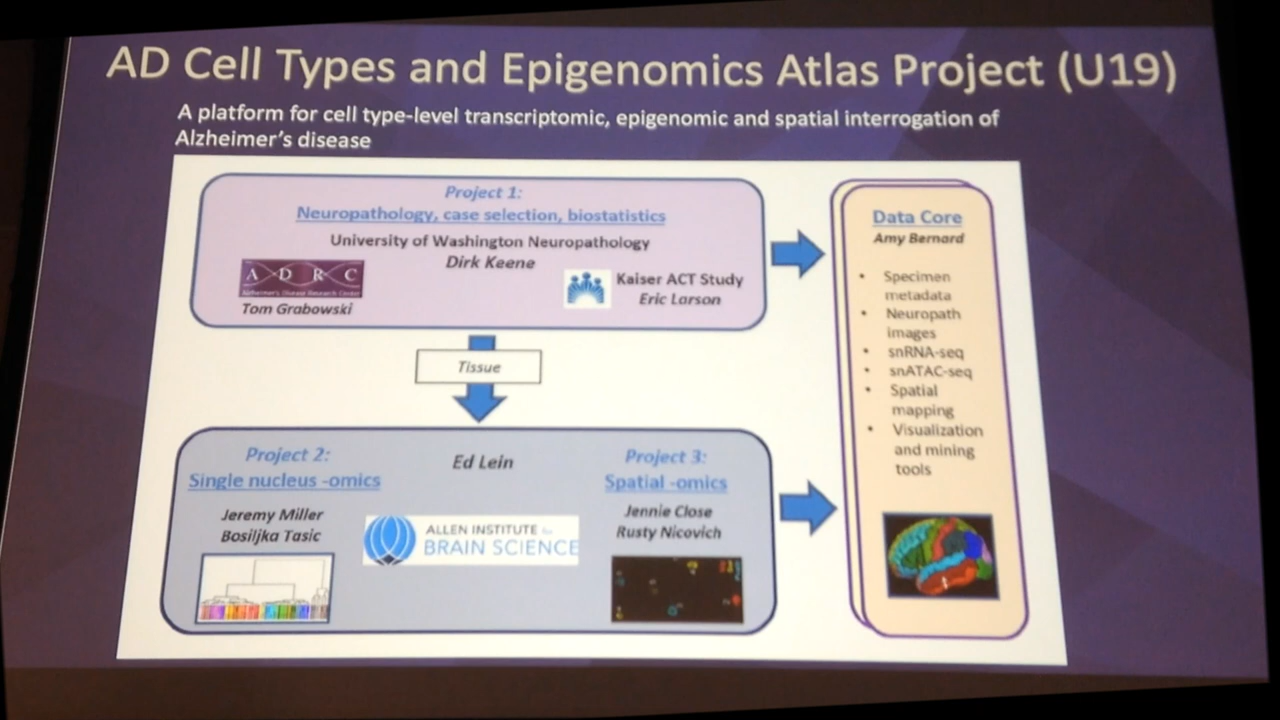 AD Cell Types and Epigenomics Atlas Project (U19)
A platform for cell type-level transcriptomic, epigenomic and spatial interrogation of
Alzheimer's disease
Project 1:
Neuropathology, case selection, biostatistics
University of Washington Neuropathology
Dirk Keene
A D R C
Alzheimer's Disease Research Center
Tom Grabowski
Kaiser ACT Study
Eric Larson
Tissue
Project 2:
Single nucleus -omics
Jeremy Miller
Bosiljka Tasic
Ed Lein
ALLEN INSTITUTE for
BRAIN SCIENCE
Project 3:
Spatial -omics
Jennie Close
Rusty Nicovich
Data Core
Amy Bernard
• Specimen
metadata
• Neuropath
images
• snRNA-seq
• snATAC-seq
• Spatial
mapping
• Visualization
and mining
tools